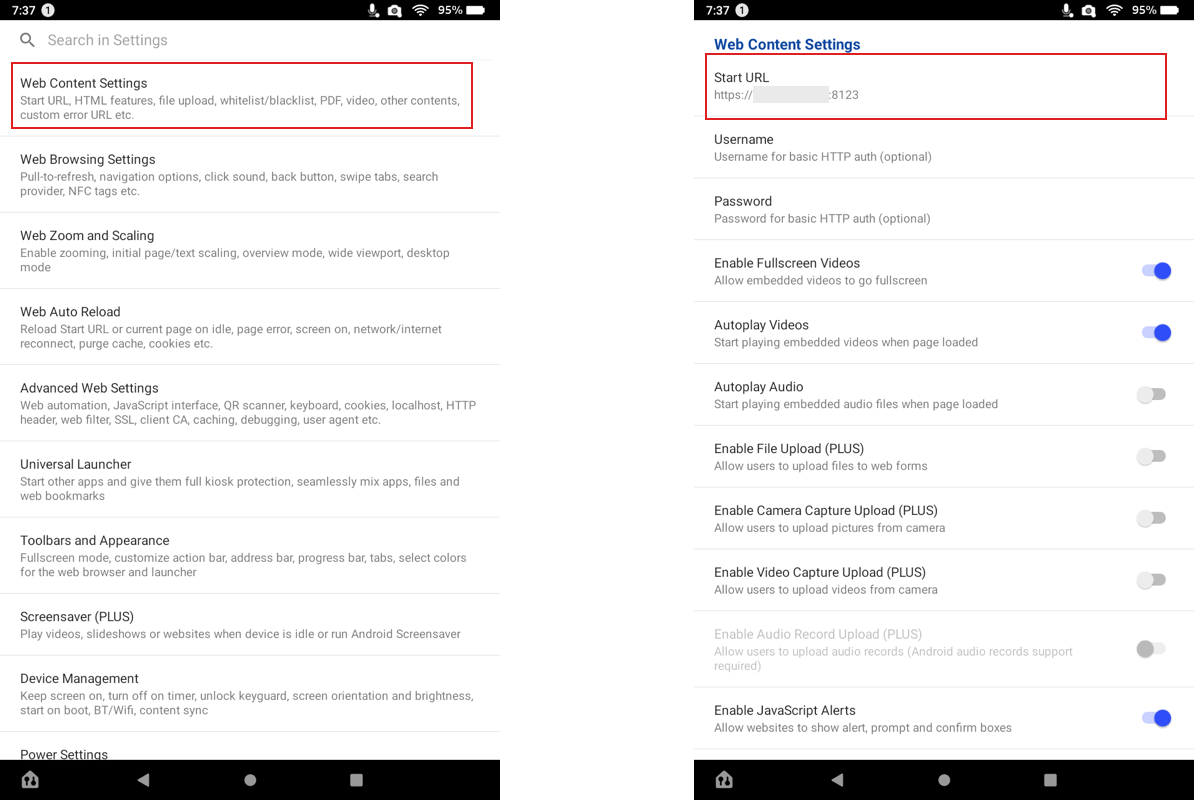 7:37 1 95%
Search in Settings
Web Content Settings
Start URL, HTML features, file upload, whitelist/blacklist, PDF, video, other contents,
custom error URL etc.
Web Browsing Settings
Pull-to-refresh, navigation options, click sound, back button, swipe tabs, search
provider, NFC tags etc.
Web Zoom and Scaling
Enable zooming, initial page/text scaling, overview mode, wide viewport, desktop
mode
Web Auto Reload
Reload Start URL or current page on idle, page error, screen on, network/internet
reconnect, purge cache, cookies etc.
Advanced Web Settings
Web automation, JavaScript interface, QR scanner, keyboard, cookies, localhost, HTTP
header, web filter, SSL, client CA, caching, debugging, user agent etc.
Universal Launcher
Start other apps and give them full kiosk protection, seamlessly mix apps, files and
web bookmarks
Toolbars and Appearance
Fullscreen mode, customize action bar, address bar, progress bar, tabs, select colors
for the web browser and launcher
Screensaver (PLUS)
Play videos, slideshows or websites when device is idle or run Android Screensaver
Device Management
Keep screen on, turn off on timer, unlock keyguard, screen orientation and brightness,
start on boot, BT/Wifi, content sync
Power Settings
7:37 1 95%
Web Content Settings
Start URL
https:// :8123
Username
Username for basic HTTP auth (optional)
Password
Password for basic HTTP auth (optional)
Enable Fullscreen Videos
Allow embedded videos to go fullscreen
Autoplay Videos
Start playing embedded videos when page loaded
Autoplay Audio
Start playing embedded audio files when page loaded
Enable File Upload (PLUS)
Allow users to upload files to web forms
Enable Camera Capture Upload (PLUS)
Allow users to upload pictures from camera
Enable Video Capture Upload (PLUS)
Allow users to upload videos from camera
Enable Audio Record Upload (PLUS)
Allow users to upload audio records (Android audio records support
required)
Enable JavaScript Alerts
Allow websites to show alert, prompt and confirm boxes